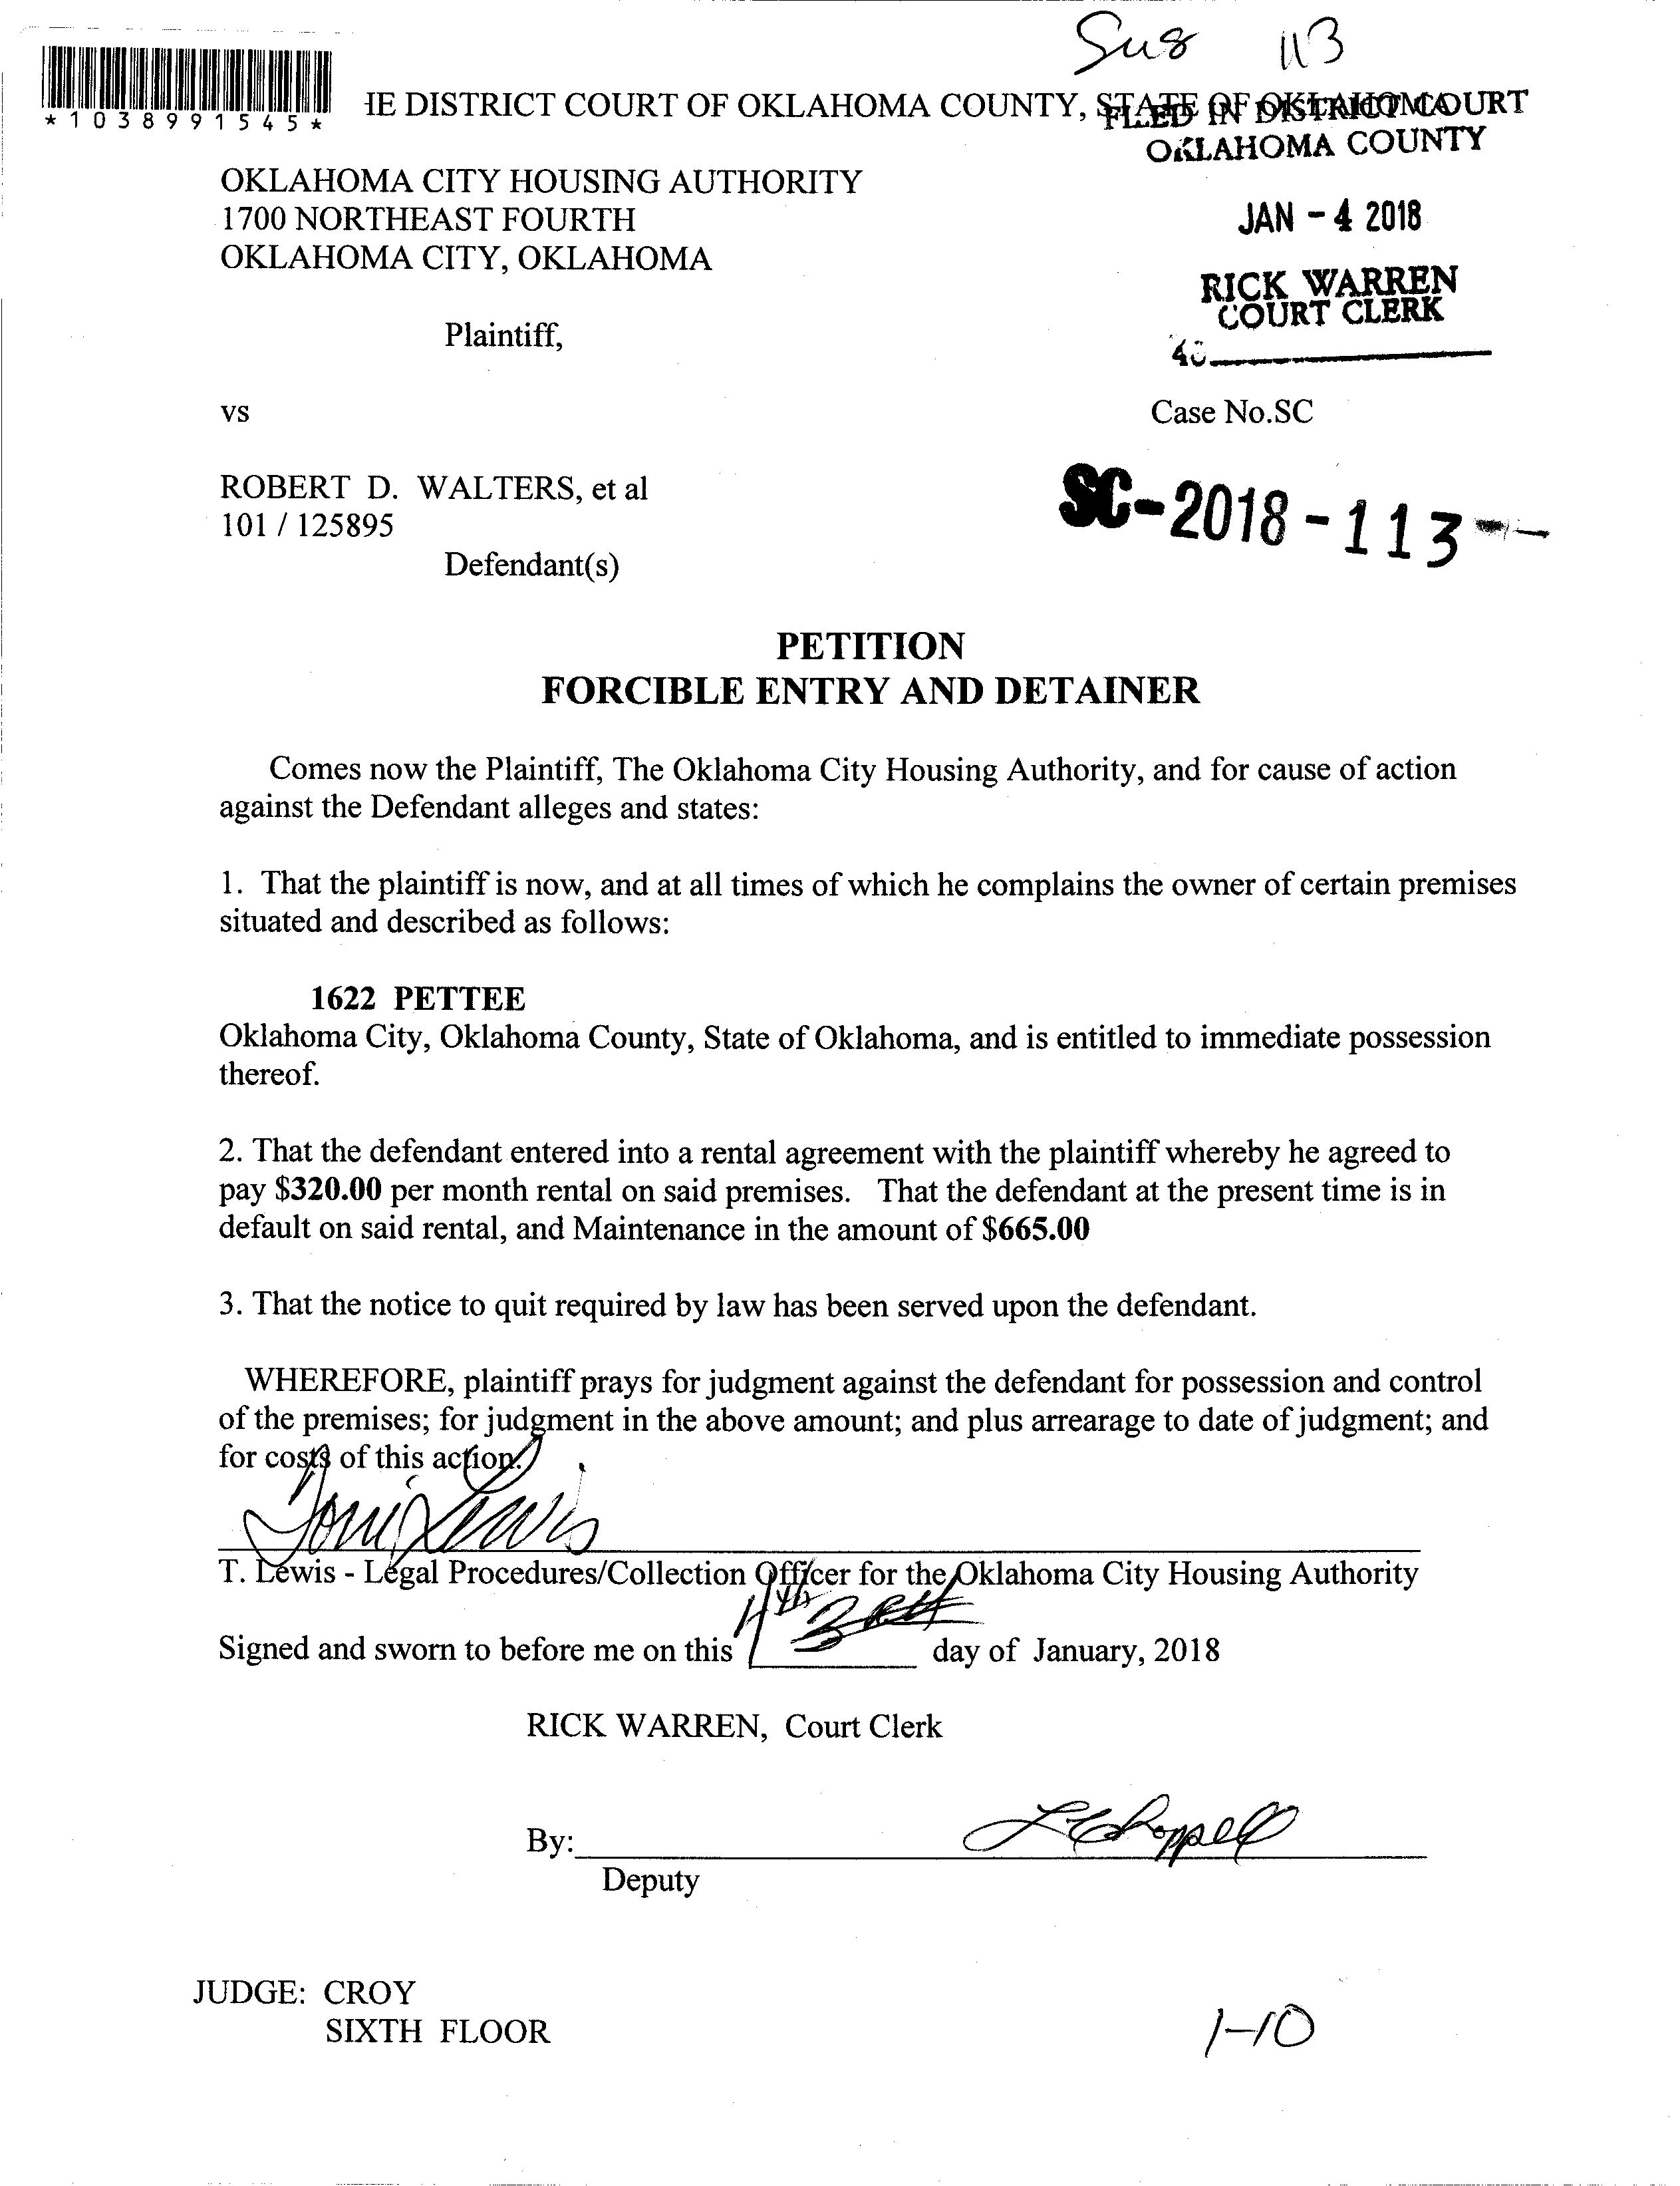 Sus 113
*1038991545*
HE DISTRICT COURT OF OKLAHOMA COUNTY, STATE OF OKLAHOMA
FILED IN DISTRICT COURT
OKLAHOMA COUNTY
OKLAHOMA CITY HOUSING AUTHORITY
1700 NORTHEAST FOURTH
OKLAHOMA CITY, OKLAHOMA
JAN - 4 2018
RICK WARREN
COURT CLERK
Plaintiff,
vs
Case No.SC
ROBERT D. WALTERS, et al
101 / 125895
Defendant(s)
SC-2018-113
PETITION
FORCIBLE ENTRY AND DETAINER
Comes now the Plaintiff, The Oklahoma City Housing Authority, and for cause of action
against the Defendant alleges and states:
1. That the plaintiff is now, and at all times of which he complains the owner of certain premises
situated and described as follows:
1622 PETTEE
Oklahoma City, Oklahoma County, State of Oklahoma, and is entitled to immediate possession
thereof.
2. That the defendant entered into a rental agreement with the plaintiff whereby he agreed to
pay $320.00 per month rental on said premises. That the defendant at the present time is in
default on said rental, and Maintenance in the amount of $665.00
3. That the notice to quit required by law has been served upon the defendant.
WHEREFORE, plaintiff prays for judgment against the defendant for possession and control
of the premises; for judgment in the above amount; and plus arrearage to date of judgment; and
for costs of this action.
Toni Lewis
T. Lewis - Legal Procedures/Collection Officer for the Oklahoma City Housing Authority
Signed and sworn to before me on this 4th day of January, 2018
RICK WARREN, Court Clerk
By:
Deputy
JUDGE: CROY
SIXTH FLOOR
1-10